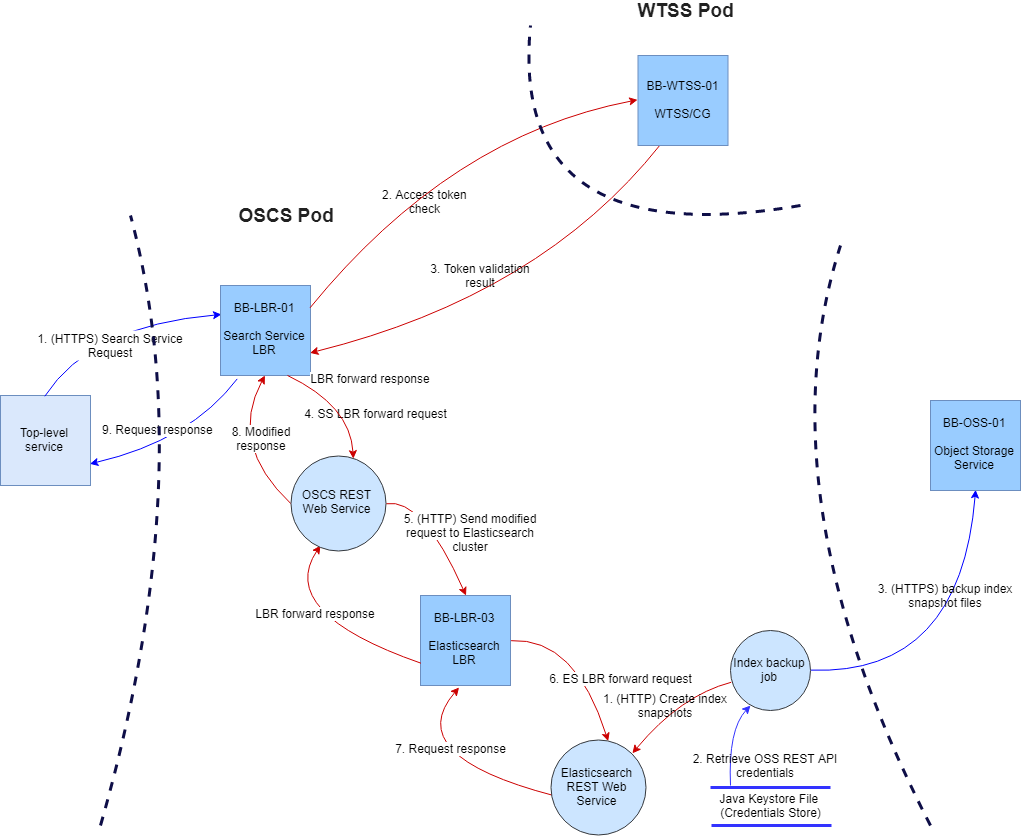 WTSS Pod
BB-WTSS-01
WTSS/CG
2. Access token
check
OSCS Pod
3. Token validation
result
BB-LBR-01
Search Service
LBR
1. (HTTPS) Search Service
Request
LBR forward response
4. SS LBR forward request
Top-level
service
9. Request response
8. Modified
response
BB-OSS-01
Object Storage
Service
OSCS REST
Web Service
5. (HTTP) Send modified
request to Elasticsearch
cluster
3. (HTTPS) backup index
snapshot files
LBR forward response
BB-LBR-03
Elasticsearch
LBR
Index backup
job
6. ES LBR forward request
1. (HTTP) Create index
snapshots
7. Request response
2. Retrieve OSS REST API
credentials
Elasticsearch
REST Web
Service
Java Keystore File
(Credentials Store)